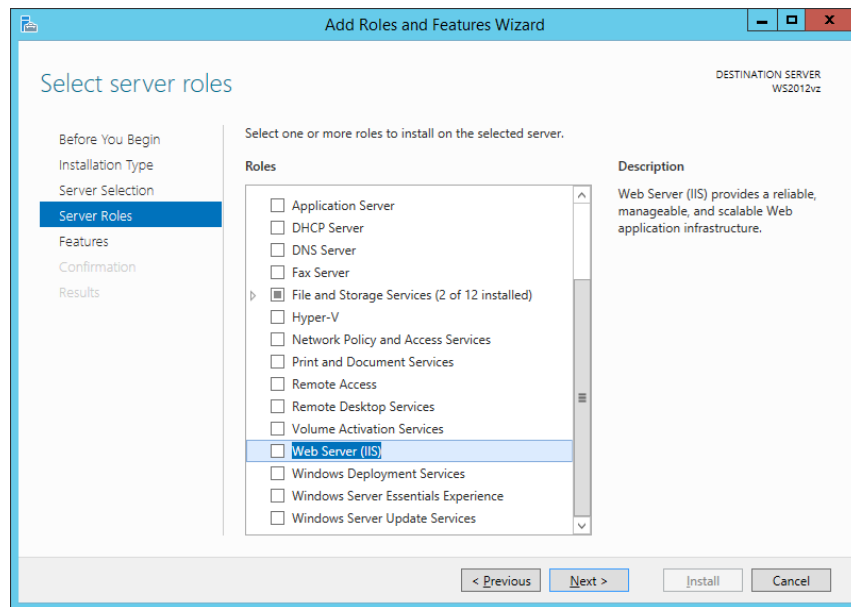 Add Roles and Features Wizard
Select server roles
DESTINATION SERVER
WS2012vz
Before You Begin
Installation Type
Server Selection
Server Roles
Features
Confirmation
Results
Select one or more roles to install on the selected server.
Roles
Application Server
DHCP Server
DNS Server
Fax Server
File and Storage Services (2 of 12 installed)
Hyper-V
Network Policy and Access Services
Print and Document Services
Remote Access
Remote Desktop Services
Volume Activation Services
Web Server (IIS)
Windows Deployment Services
Windows Server Essentials Experience
Windows Server Update Services
Description
Web Server (IIS) provides a reliable,
manageable, and scalable Web
application infrastructure.
< Previous
Next >
Install
Cancel